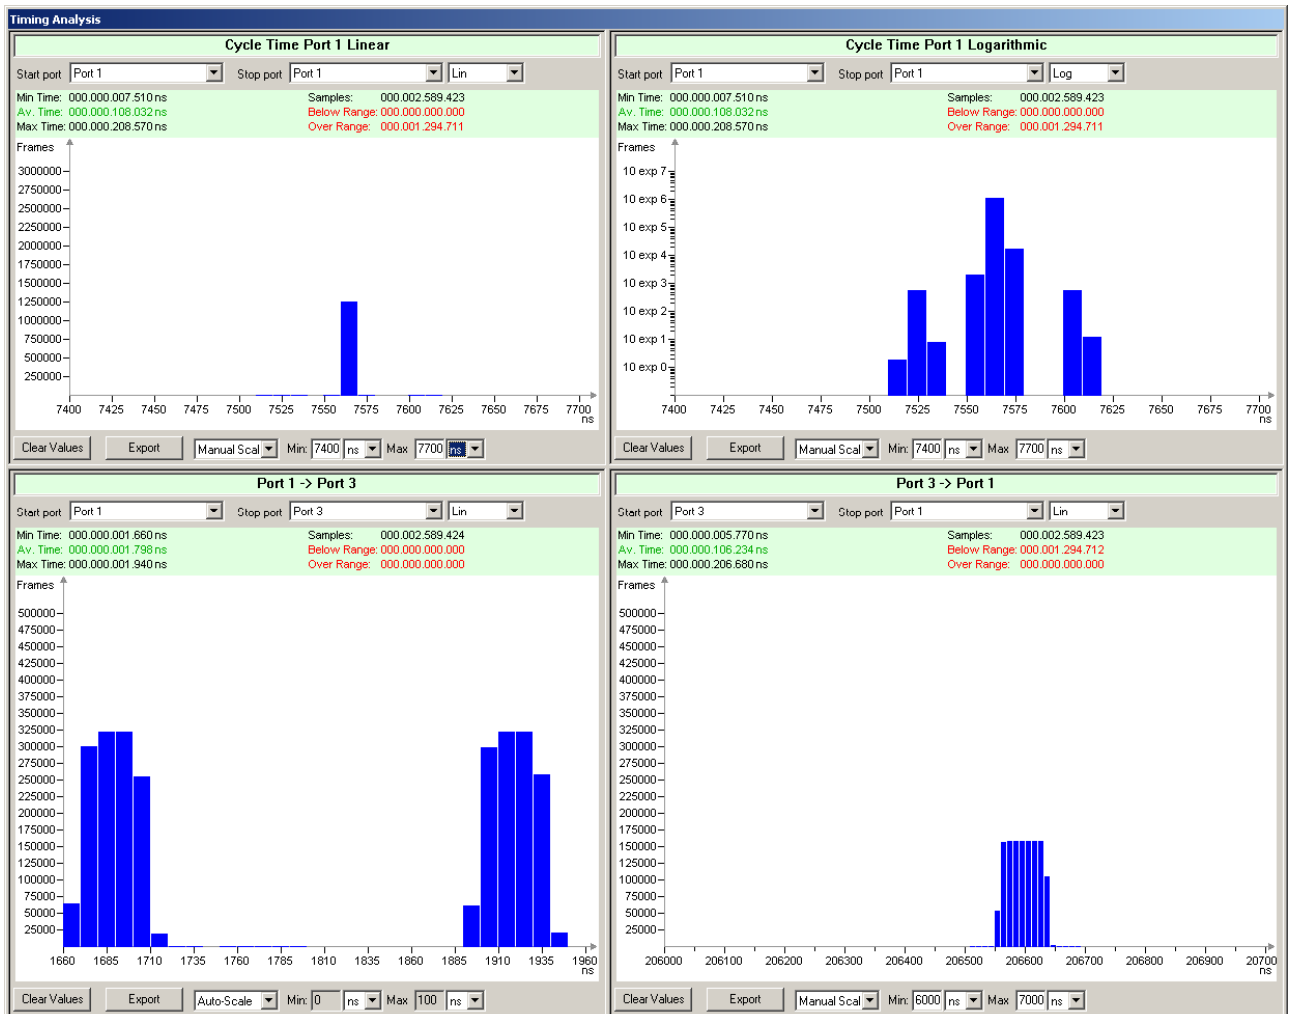 Timing Analysis
Cycle Time Port 1 Linear
Start port Port 1 Stop port Port 1 Lin
Min Time: 000.000.007.510 ns Samples: 000.002.589.423
Av. Time: 000.000.108.032 ns Below Range: 000.000.000.000
Max Time: 000.000.208.570 ns Over Range: 000.001.294.711
Frames
3000000
2750000
2500000
2250000
2000000
1750000
1500000
1250000
1000000
750000
500000
250000
7400 7425 7450 7475 7500 7525 7550 7575 7600 7625 7650 7675 7700
ns
Clear Values Export Manual Scal Min: 7400 ns Max 7700 ns
Cycle Time Port 1 Logarithmic
Start port Port 1 Stop port Port 1 Log
Min Time: 000.000.007.510 ns Samples: 000.002.589.423
Av. Time: 000.000.108.032 ns Below Range: 000.000.000.000
Max Time: 000.000.208.570 ns Over Range: 000.001.294.711
Frames
10 exp 7
10 exp 6
10 exp 5
10 exp 4
10 exp 3
10 exp 2
10 exp 1
10 exp 0
7400 7425 7450 7475 7500 7525 7550 7575 7600 7625 7650 7675 7700
ns
Clear Values Export Manual Scal Min: 7400 ns Max 7700 ns
Port 1 -> Port 3
Start port Port 1 Stop port Port 3 Lin
Min Time: 000.000.001.660 ns Samples: 000.002.589.424
Av. Time: 000.000.001.798 ns Below Range: 000.000.000.000
Max Time: 000.000.001.940 ns Over Range: 000.000.000.000
Frames
500000
475000
450000
425000
400000
375000
350000
325000
300000
275000
250000
225000
200000
175000
150000
125000
100000
75000
50000
25000
1660 1685 1710 1735 1760 1785 1810 1835 1860 1885 1910 1935 1960
ns
Clear Values Export Auto-Scale Min: 0 ns Max 100 ns
Port 3 -> Port 1
Start port Port 3 Stop port Port 1 Lin
Min Time: 000.000.005.770 ns Samples: 000.002.589.423
Av. Time: 000.000.106.234 ns Below Range: 000.001.294.712
Max Time: 000.000.206.680 ns Over Range: 000.000.000.000
Frames
500000
475000
450000
425000
400000
375000
350000
325000
300000
275000
250000
225000
200000
175000
150000
125000
100000
75000
50000
25000
206000 206100 206200 206300 206400 206500 206600 206700 206800 206900 20700
ns
Clear Values Export Manual Scal Min: 6000 ns Max 7000 ns